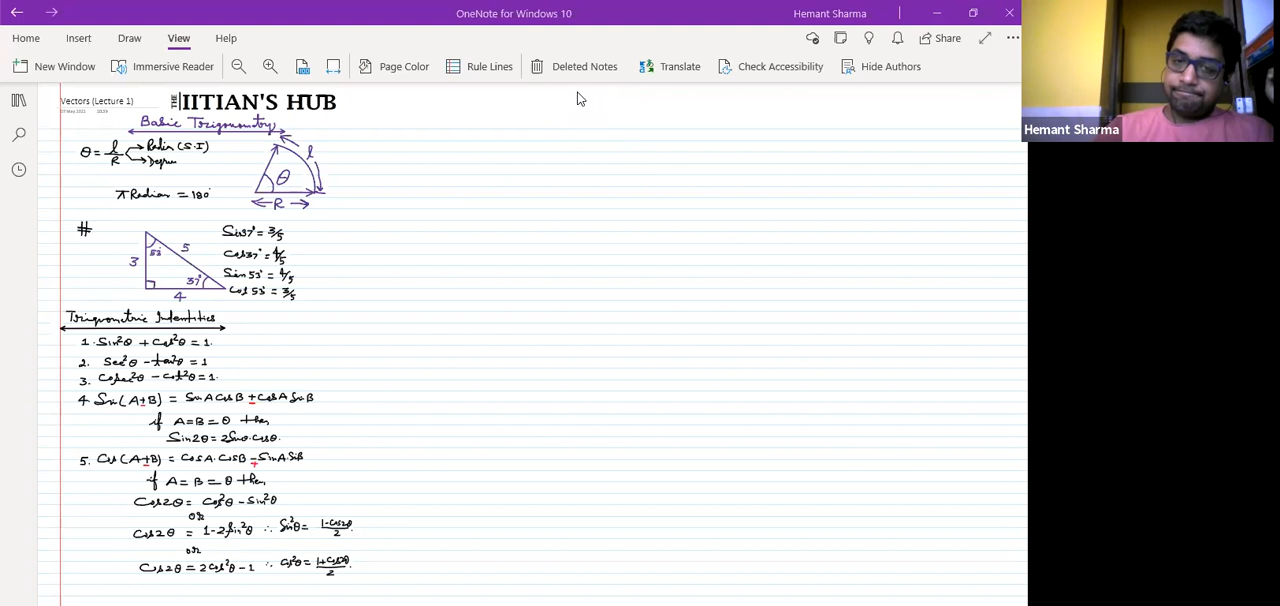 OneNote for Windows 10
Hemant Sharma
Home Insert Draw View Help
Share
New Window Immersive Reader Page Color Rule Lines Deleted Notes Translate Check Accessibility Hide Authors
Vectors (Lecture 1)
THE IITIAN'S HUB
Basic Trigonometry
θ = l/R Radian (S.I)
Degree
l
θ
R
π Radian = 180°
#
53°
5
3
37°
4
Sin37° = 3/5
Cos37° = 4/5
Sin53° = 4/5
Cos53° = 3/5
Trignometric Identities
1. Sin²θ + Cos²θ = 1.
2. Sec²θ - tan²θ = 1
3. Cosec²θ - Cot²θ = 1.
4 Sin(A±B) = SinA CosB ± CosA SinB
if A=B=θ then
Sin2θ = 2Sinθ.Cosθ.
5. Cos(A±B) = CosA.CosB ∓ SinA SinB
if A=B=θ then,
Cos2θ = Cos²θ - Sin²θ
or
Cos2θ = 1-2Sin²θ ∴ Sin²θ = 1-Cos2θ/2
or
Cos2θ = 2Cos²θ-1 ∴ Cos²θ = 1+Cos2θ/2
Hemant Sharma